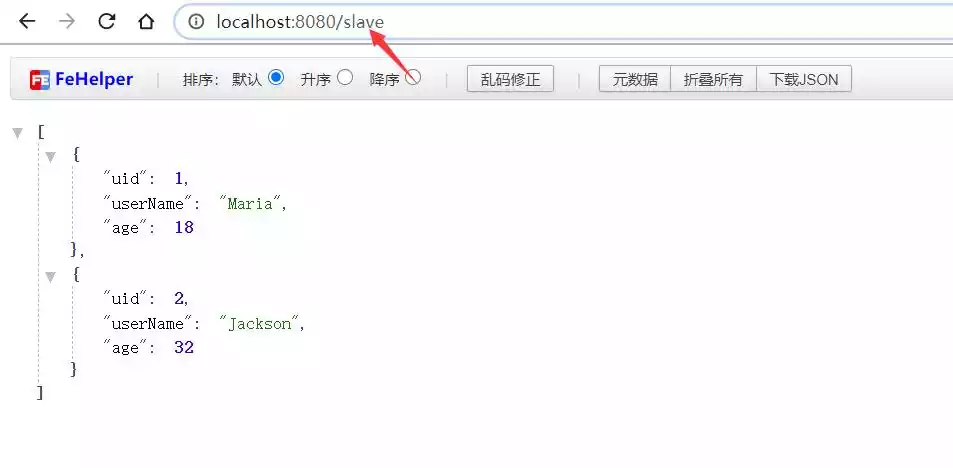 localhost:8080/slave
FE FeHelper | 排序: 默认 升序 降序 | 乱码修正 | 元数据 折叠所有 下载JSON
[
{
"uid": 1,
"userName": "Maria",
"age": 18
},
{
"uid": 2,
"userName": "Jackson",
"age": 32
}
]